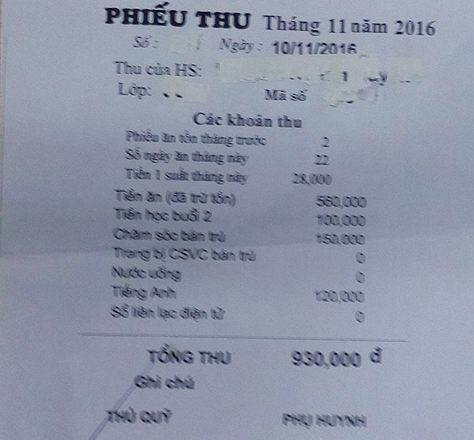 PHIẾU THU Tháng 11 năm 2016
Số : Ngày : 10/11/2016
Thu của HS:
Lớp: Mã số
Các khoản thu
Phiếu ăn tồn tháng trước 2
Số ngày ăn tháng này 22
Tiền 1 suất tháng này 28,000
Tiền ăn (đã trừ tồn) 560,000
Tiền học buổi 2 100,000
Chăm sóc bán trú 150,000
Trang bị CSVC bán trú 0
Nước uống 0
Tiếng Anh 120,000
Sổ liên lạc điện tử 0
TỔNG THU 930,000 đ
Ghi chú
THỦ QUỸ PHỤ HUYNH